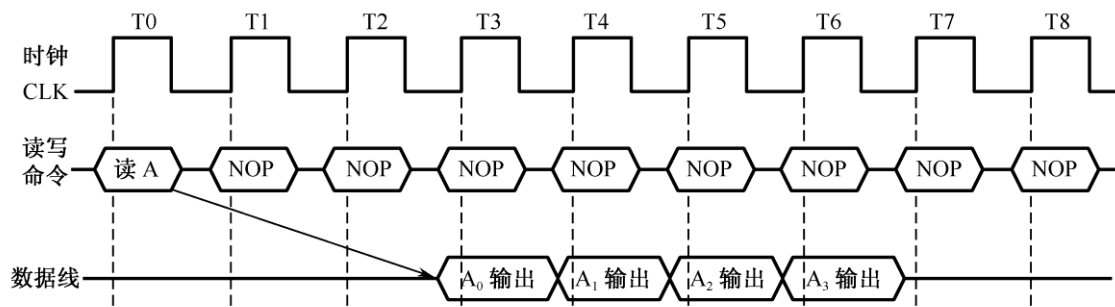 T0 T1 T2 T3 T4 T5 T6 T7 T8
时钟
CLK
读写
命令
读 A NOP NOP NOP NOP NOP NOP NOP NOP
数据线 A₀ 输出 A₁ 输出 A₂ 输出 A₃ 输出